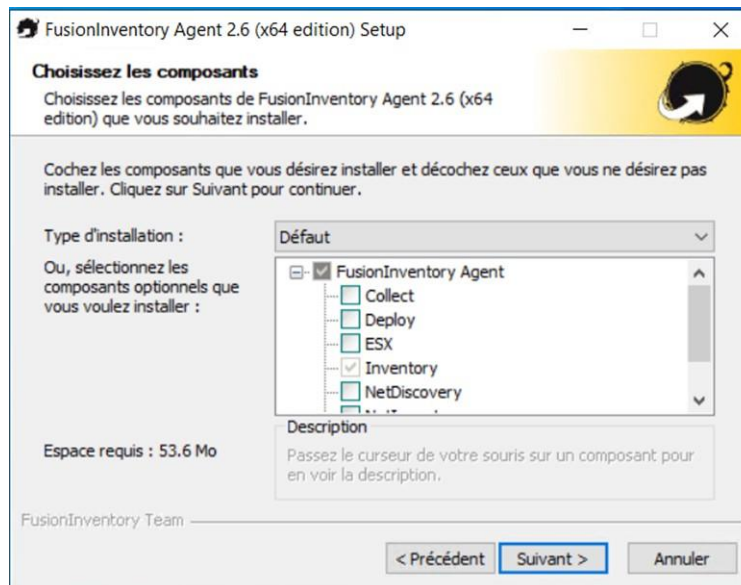 FusionInventory Agent 2.6 (x64 edition) Setup
Choisissez les composants
Choisissez les composants de FusionInventory Agent 2.6 (x64
edition) que vous souhaitez installer.
Cochez les composants que vous désirez installer et décochez ceux que vous ne désirez pas
installer. Cliquez sur Suivant pour continuer.
Type d'installation :
Défaut
Ou, sélectionnez les
composants optionnels que
vous voulez installer :
FusionInventory Agent
Collect
Deploy
ESX
Inventory
NetDiscovery
Espace requis : 53.6 Mo
Description
Passez le curseur de votre souris sur un composant pour
en voir la description.
FusionInventory Team
< Précédent
Suivant >
Annuler